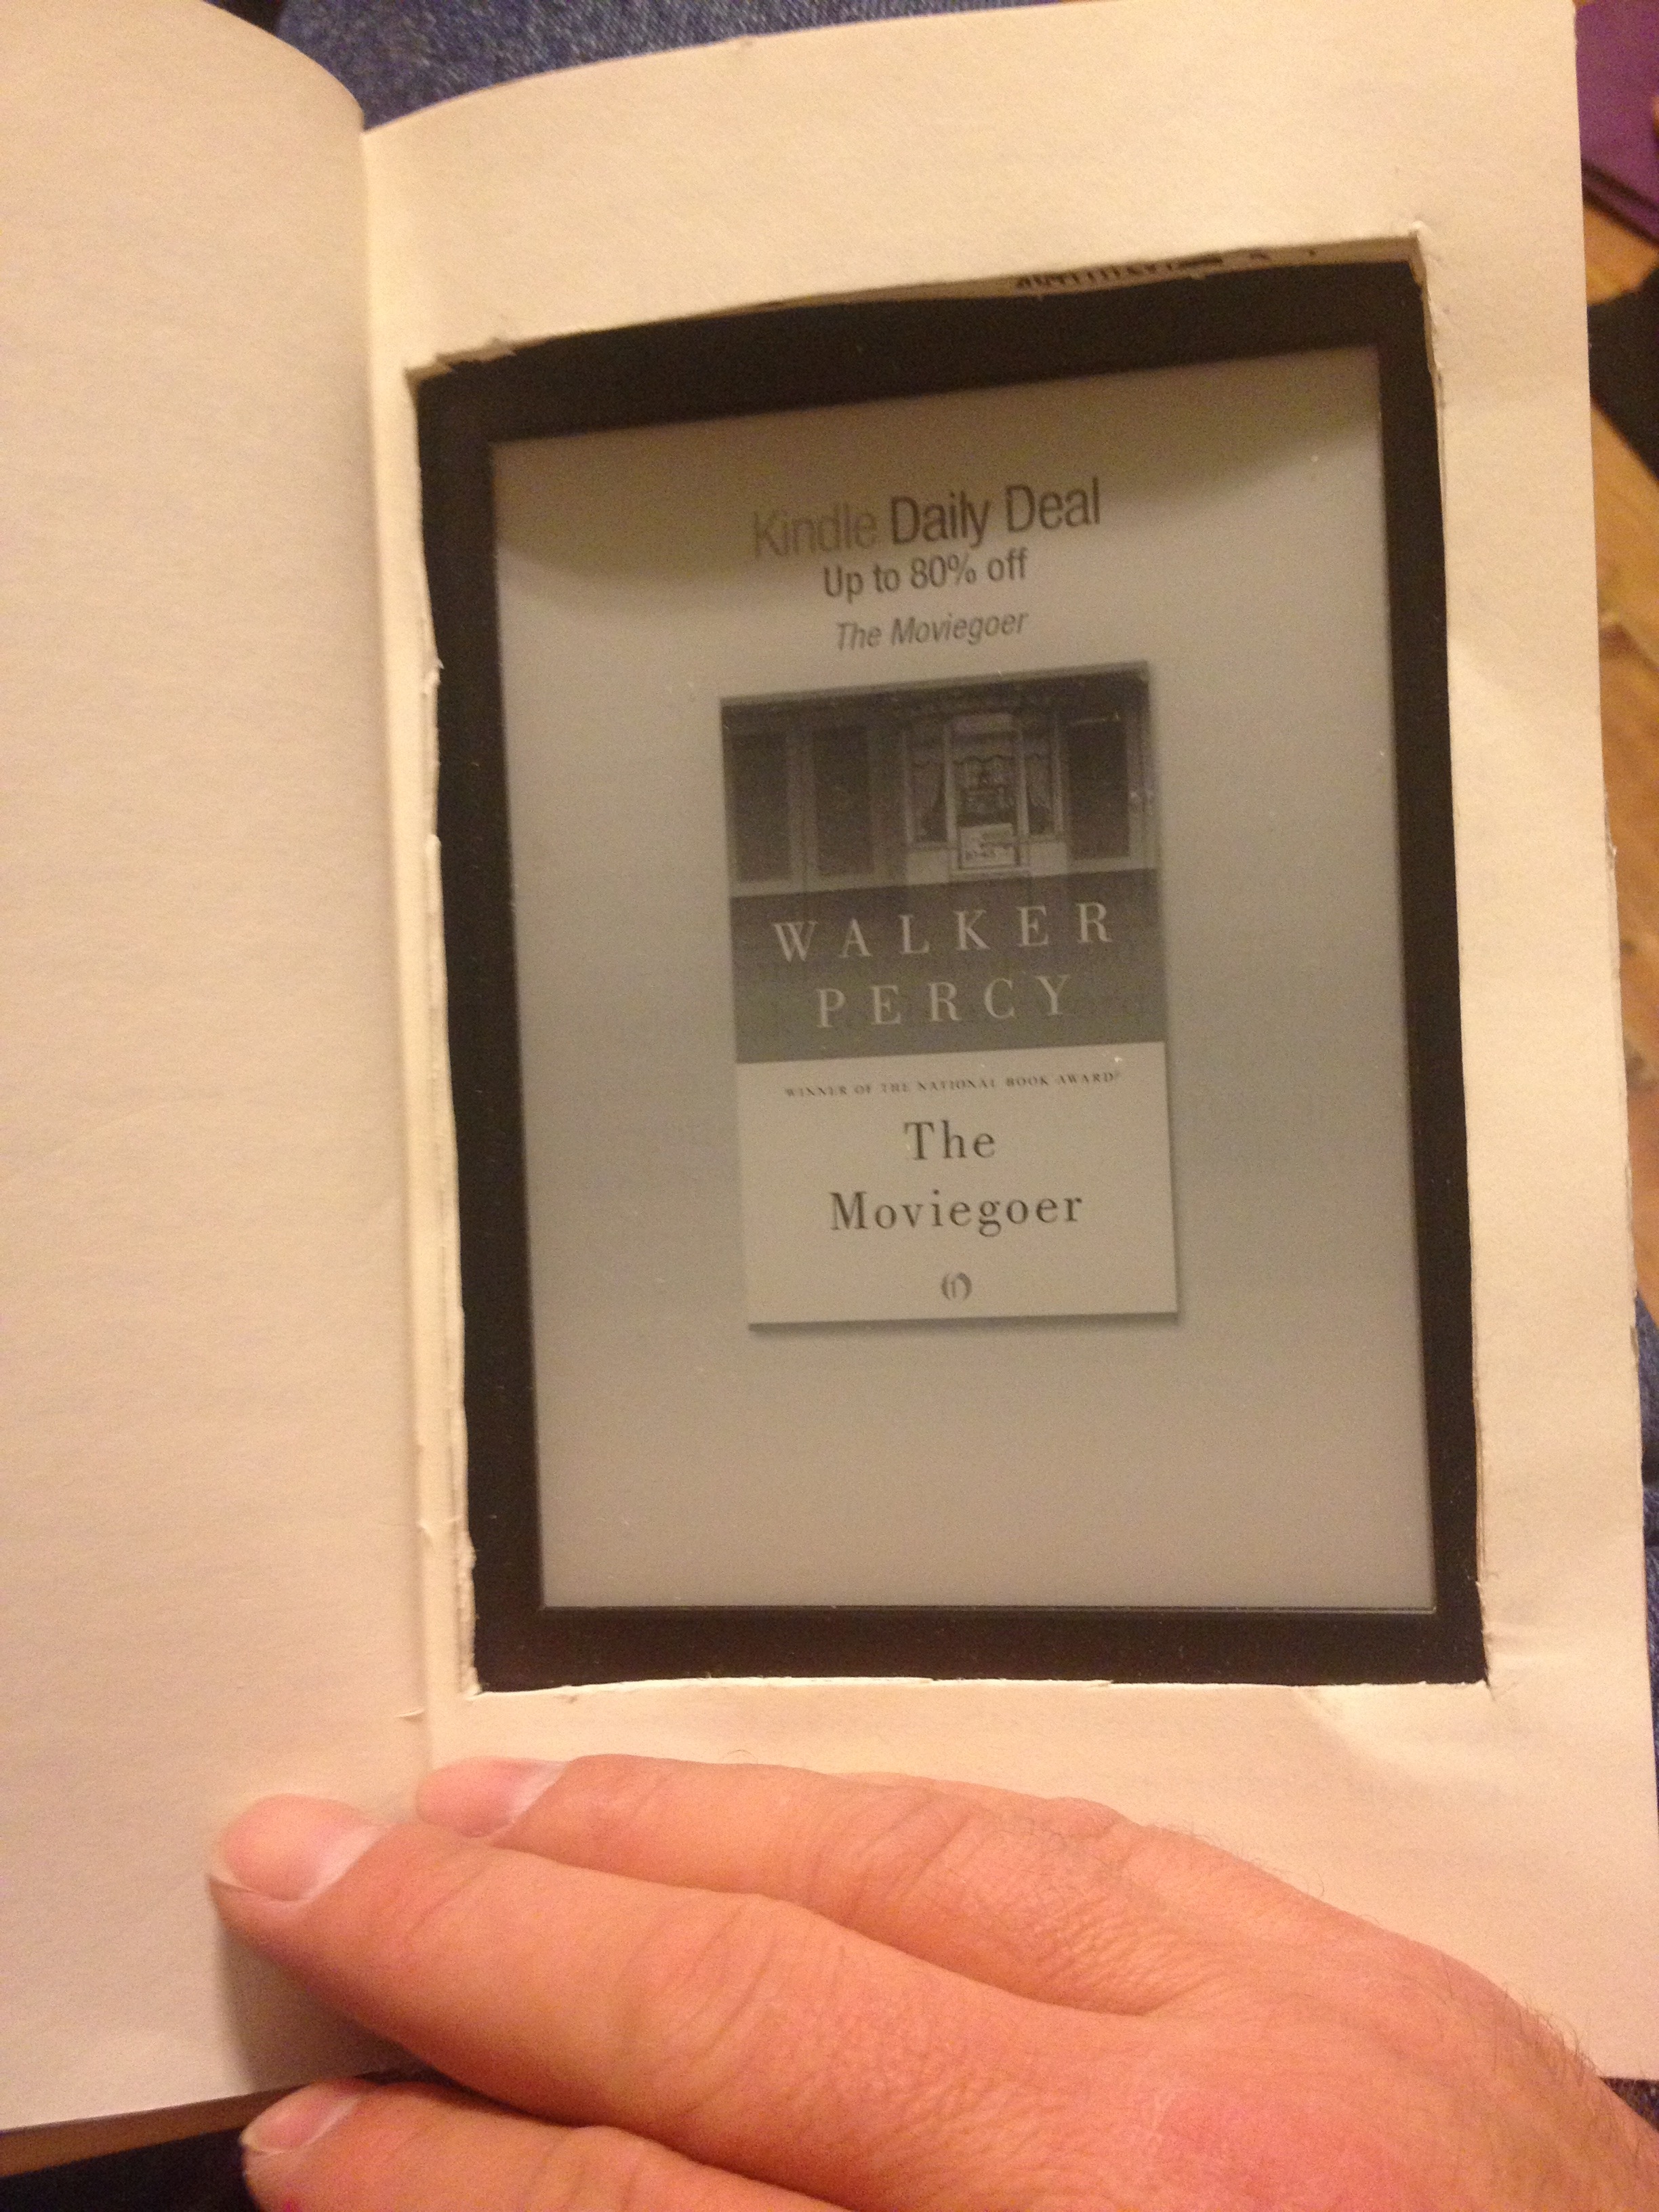 Kindle Daily Deal
Up to 80% off
The Moviegoer
WALKER
PERCY
WINNER OF THE NATIONAL BOOK AWARD®
The
Moviegoer